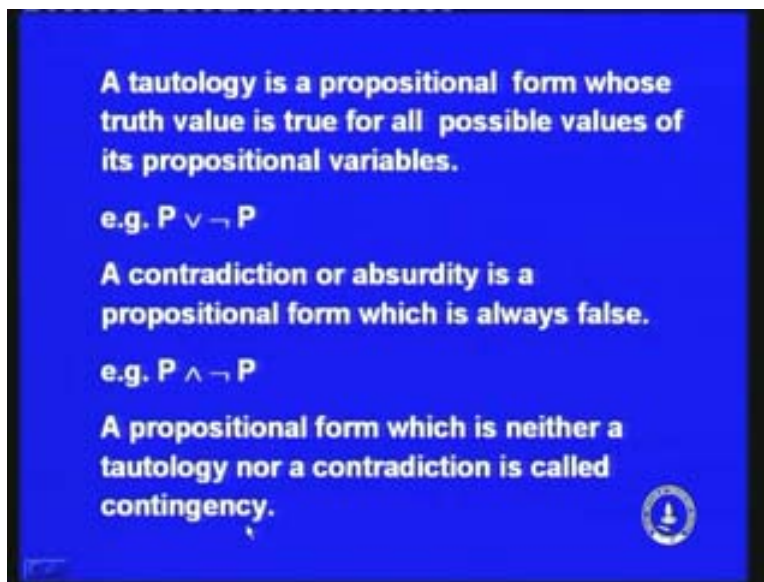 A tautology is a propositional form whose
truth value is true for all possible values of
its propositional variables.
e.g. P ∨ ¬ P
A contradiction or absurdity is a
propositional form which is always false.
e.g. P ∧ ¬ P
A propositional form which is neither a
tautology nor a contradiction is called
contingency.